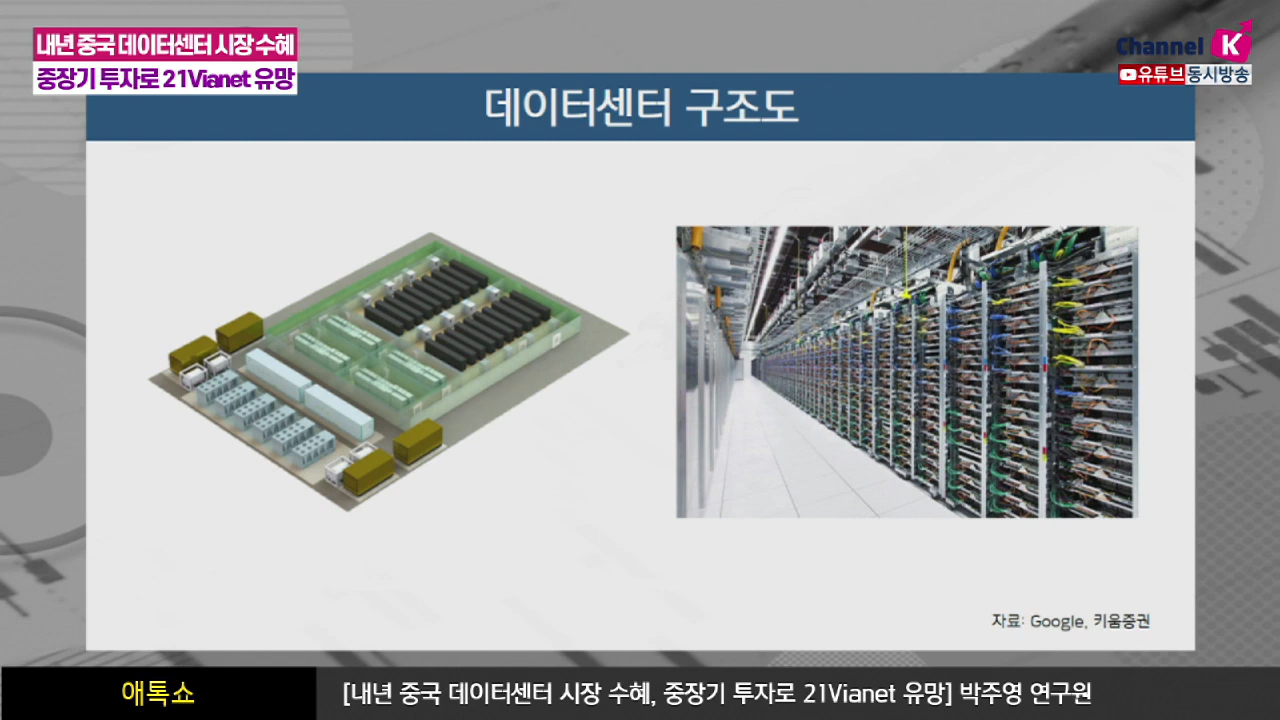 내년 중국 데이터센터 시장 수혜
중장기 투자로 21Vianet 유망
Channel K
유튜브동시방송
데이터센터 구조도
자료: Google, 키움증권
애톡쇼
[내년 중국 데이터센터 시장 수혜, 중장기 투자로 21Vianet 유망] 박주영 연구원